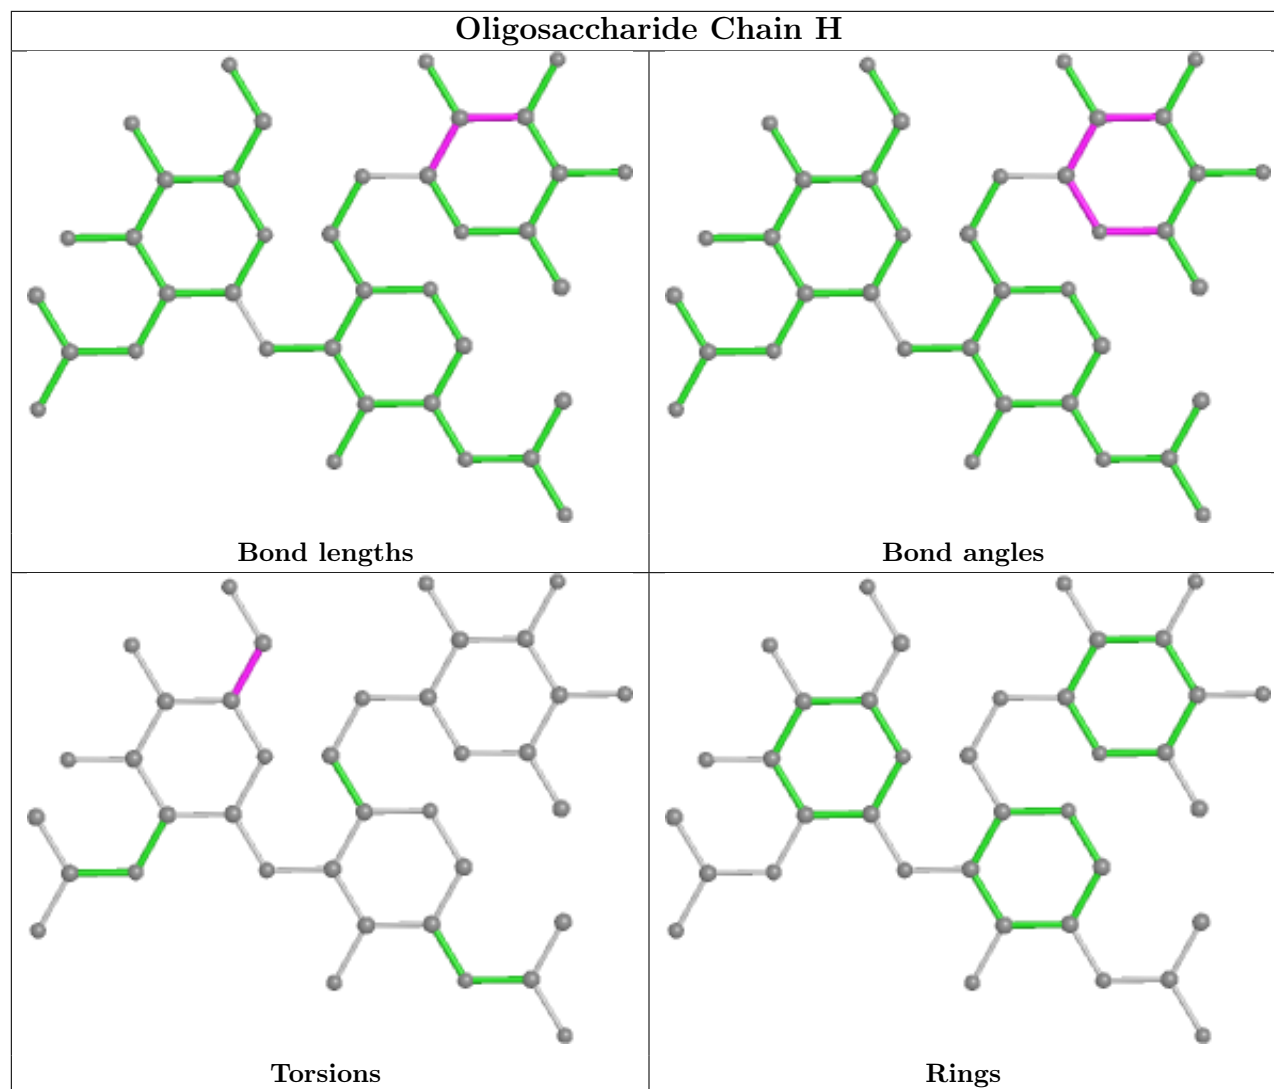 Oligosaccharide Chain H
Bond lengths
Bond angles
Torsions
Rings